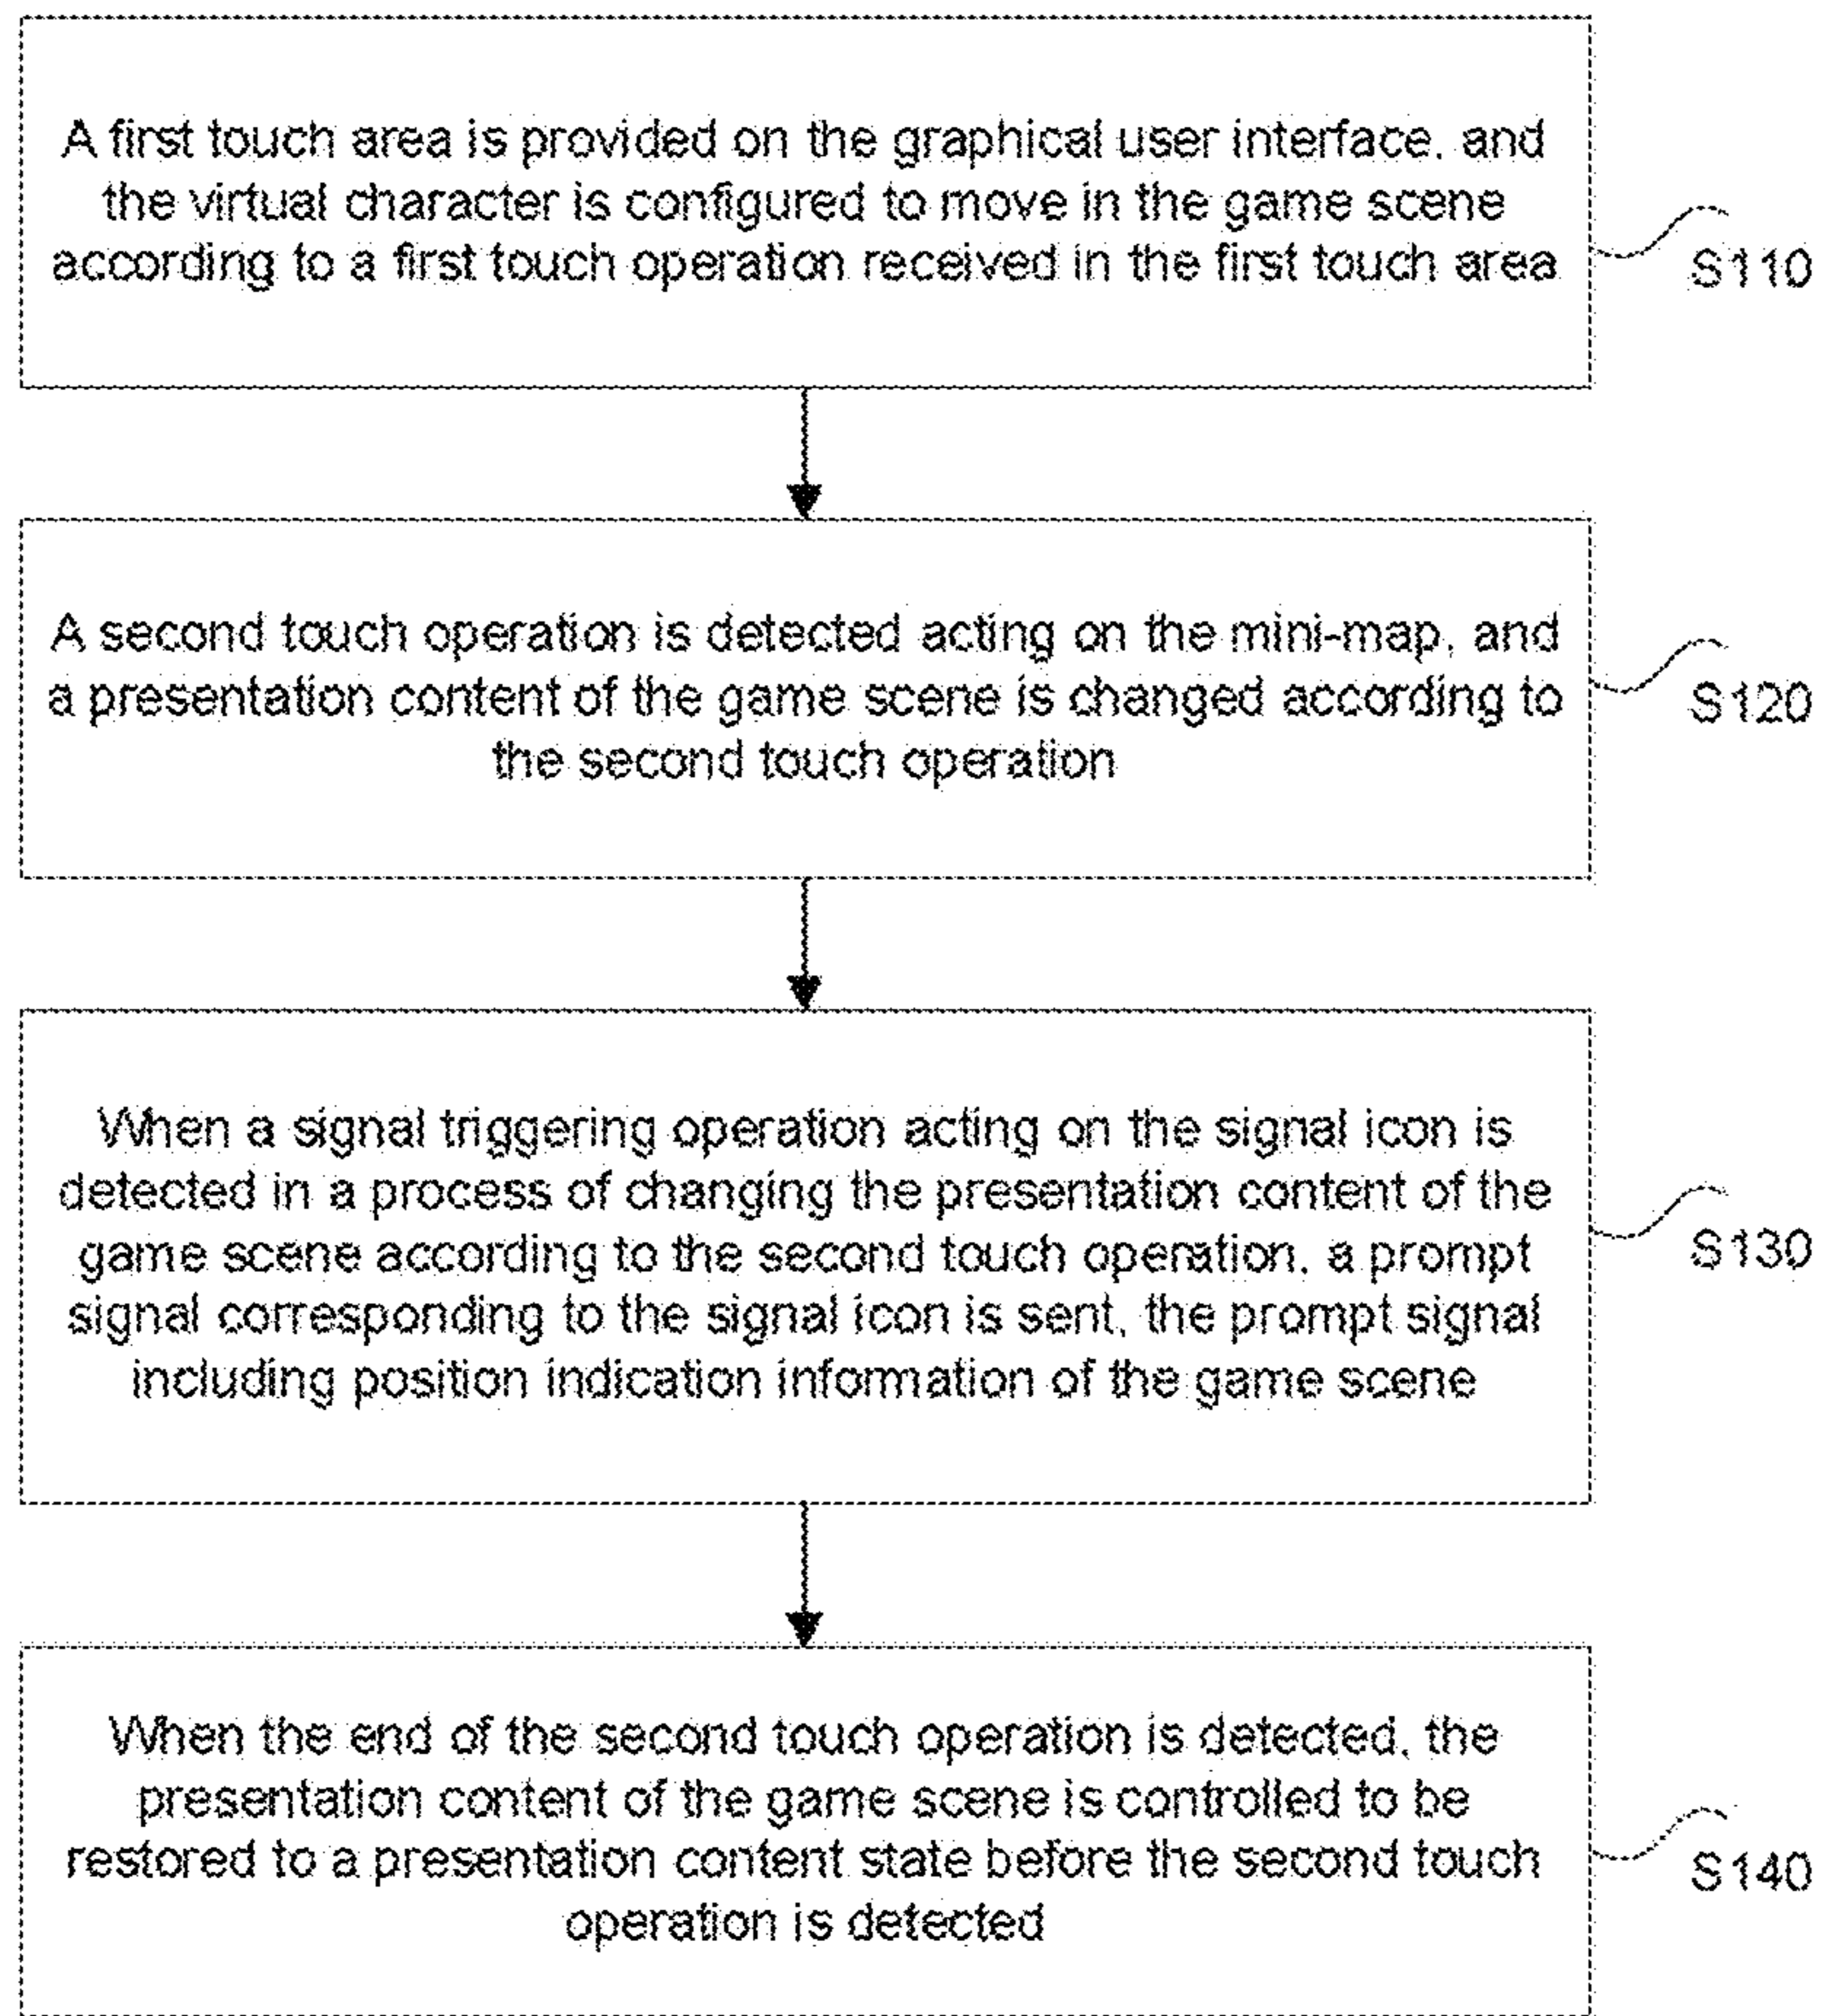 A first touch area is provided on the graphical user interface, and
the virtual character is configured to move in the game scene
according to a first touch operation received in the first touch area
S110
A second touch operation is detected acting on the mini-map, and
a presentation content of the game scene is changed according to
the second touch operation
S120
When a signal triggering operation acting on the signal icon is
detected in a process of changing the presentation content of the
game scene according to the second touch operation, a prompt
signal corresponding to the signal icon is sent, the prompt signal
including position indication information of the game scene
S130
When the end of the second touch operation is detected, the
presentation content of the game scene is controlled to be
restored to a presentation content state before the second touch
operation is detected
S140